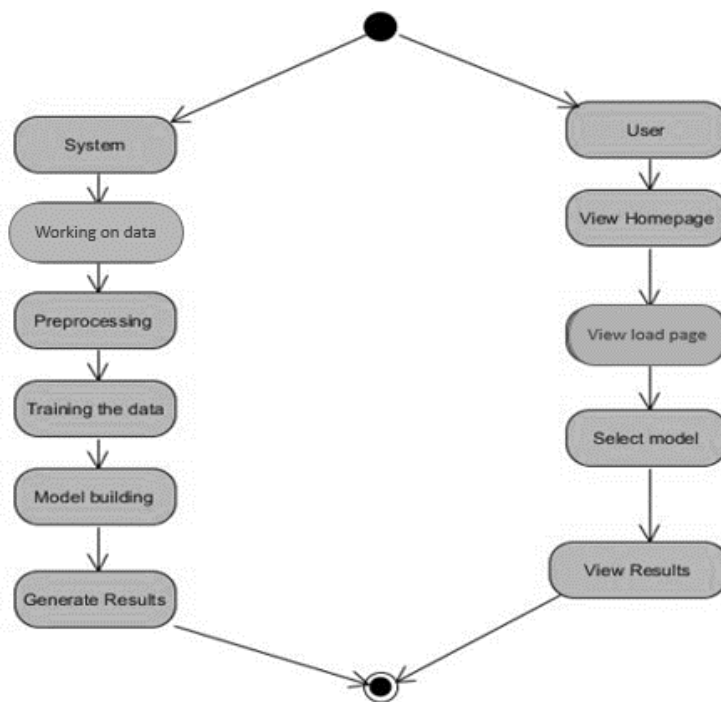 System
Working on data
Preprocessing
Training the data
Model building
Generate Results
User
View Homepage
View load page
Select model
View Results